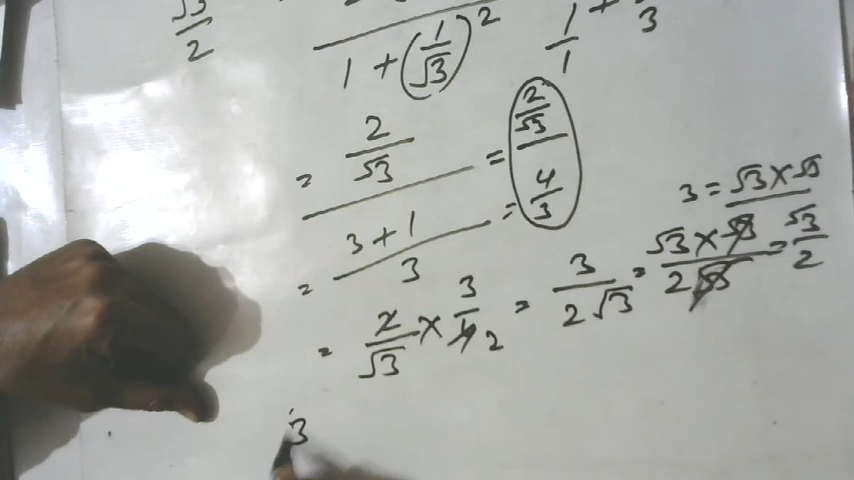 √3/2
1 + (1/√3)² 1/1 + /3
= (2/√3)/((3+1)/3) = (2/√3)/(4/3)
3 = √3 × √3
= 2/√3 × 3/4 2 = 3/2√3 = √3 × √3/2√3 = √3/2
3